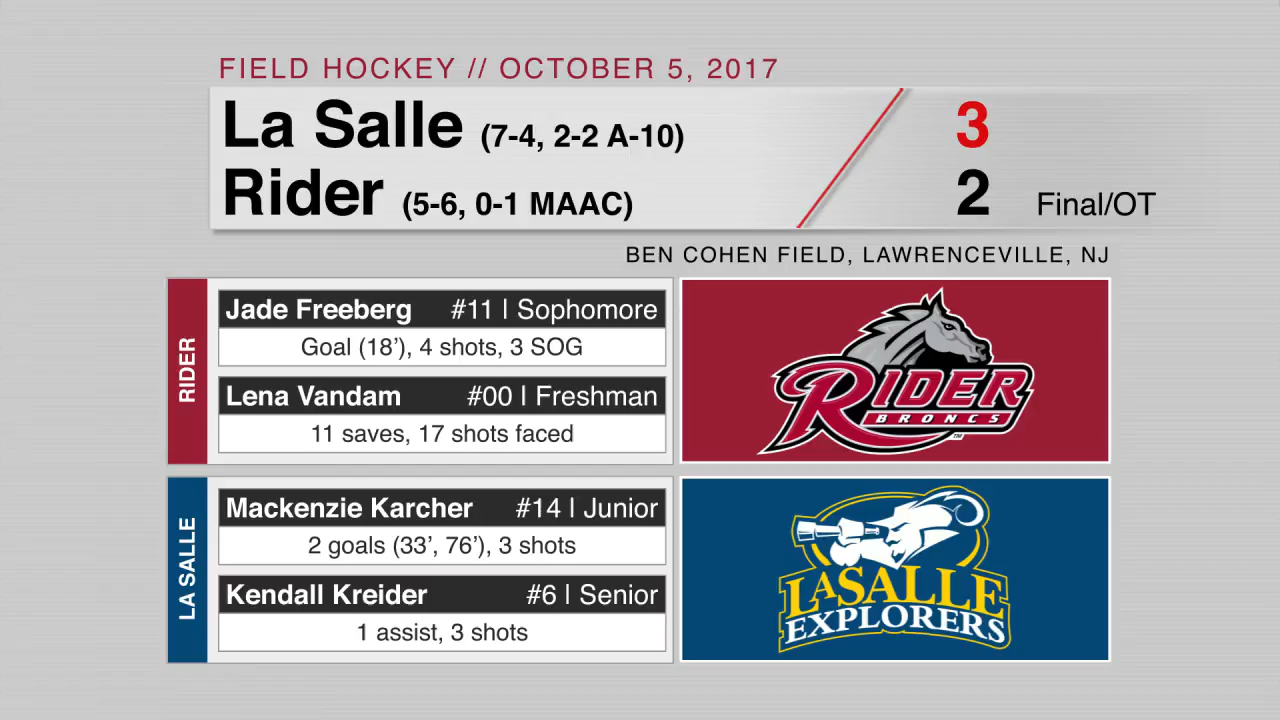 FIELD HOCKEY // OCTOBER 5, 2017
La Salle (7-4, 2-2 A-10) 3
Rider (5-6, 0-1 MAAC) 2 Final/OT
BEN COHEN FIELD, LAWRENCEVILLE, NJ
RIDER
Jade Freeberg #11 | Sophomore
Goal (18’), 4 shots, 3 SOG
Lena Vandam #00 | Freshman
11 saves, 17 shots faced
RIDER
BRONCS
TM
LA SALLE
Mackenzie Karcher #14 | Junior
2 goals (33’, 76’), 3 shots
Kendall Kreider #6 | Senior
1 assist, 3 shots
LASALLE
EXPLORERS